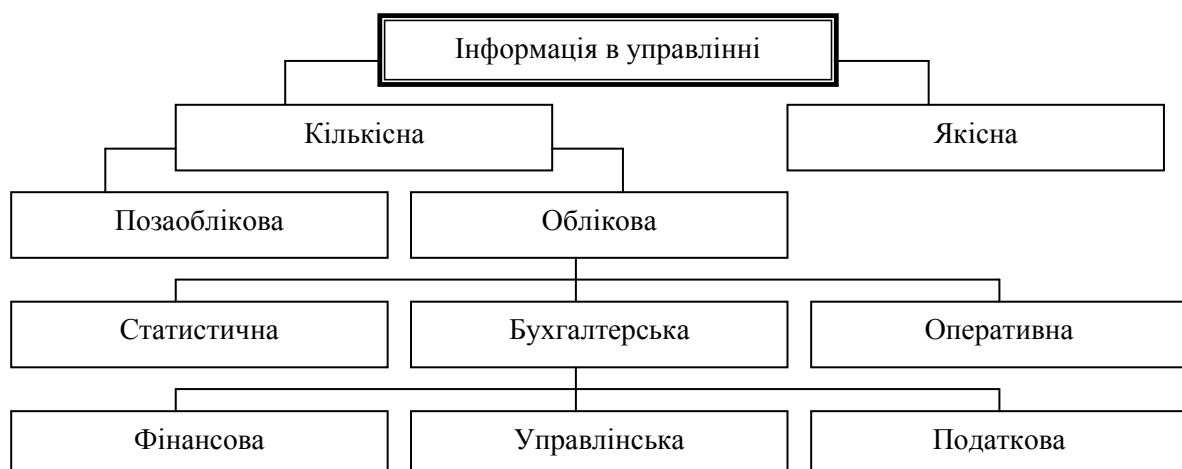 Інформація в управлінні
Кількісна
Якісна
Позаоблікова
Облікова
Статистична
Бухгалтерська
Оперативна
Фінансова
Управлінська
Податкова